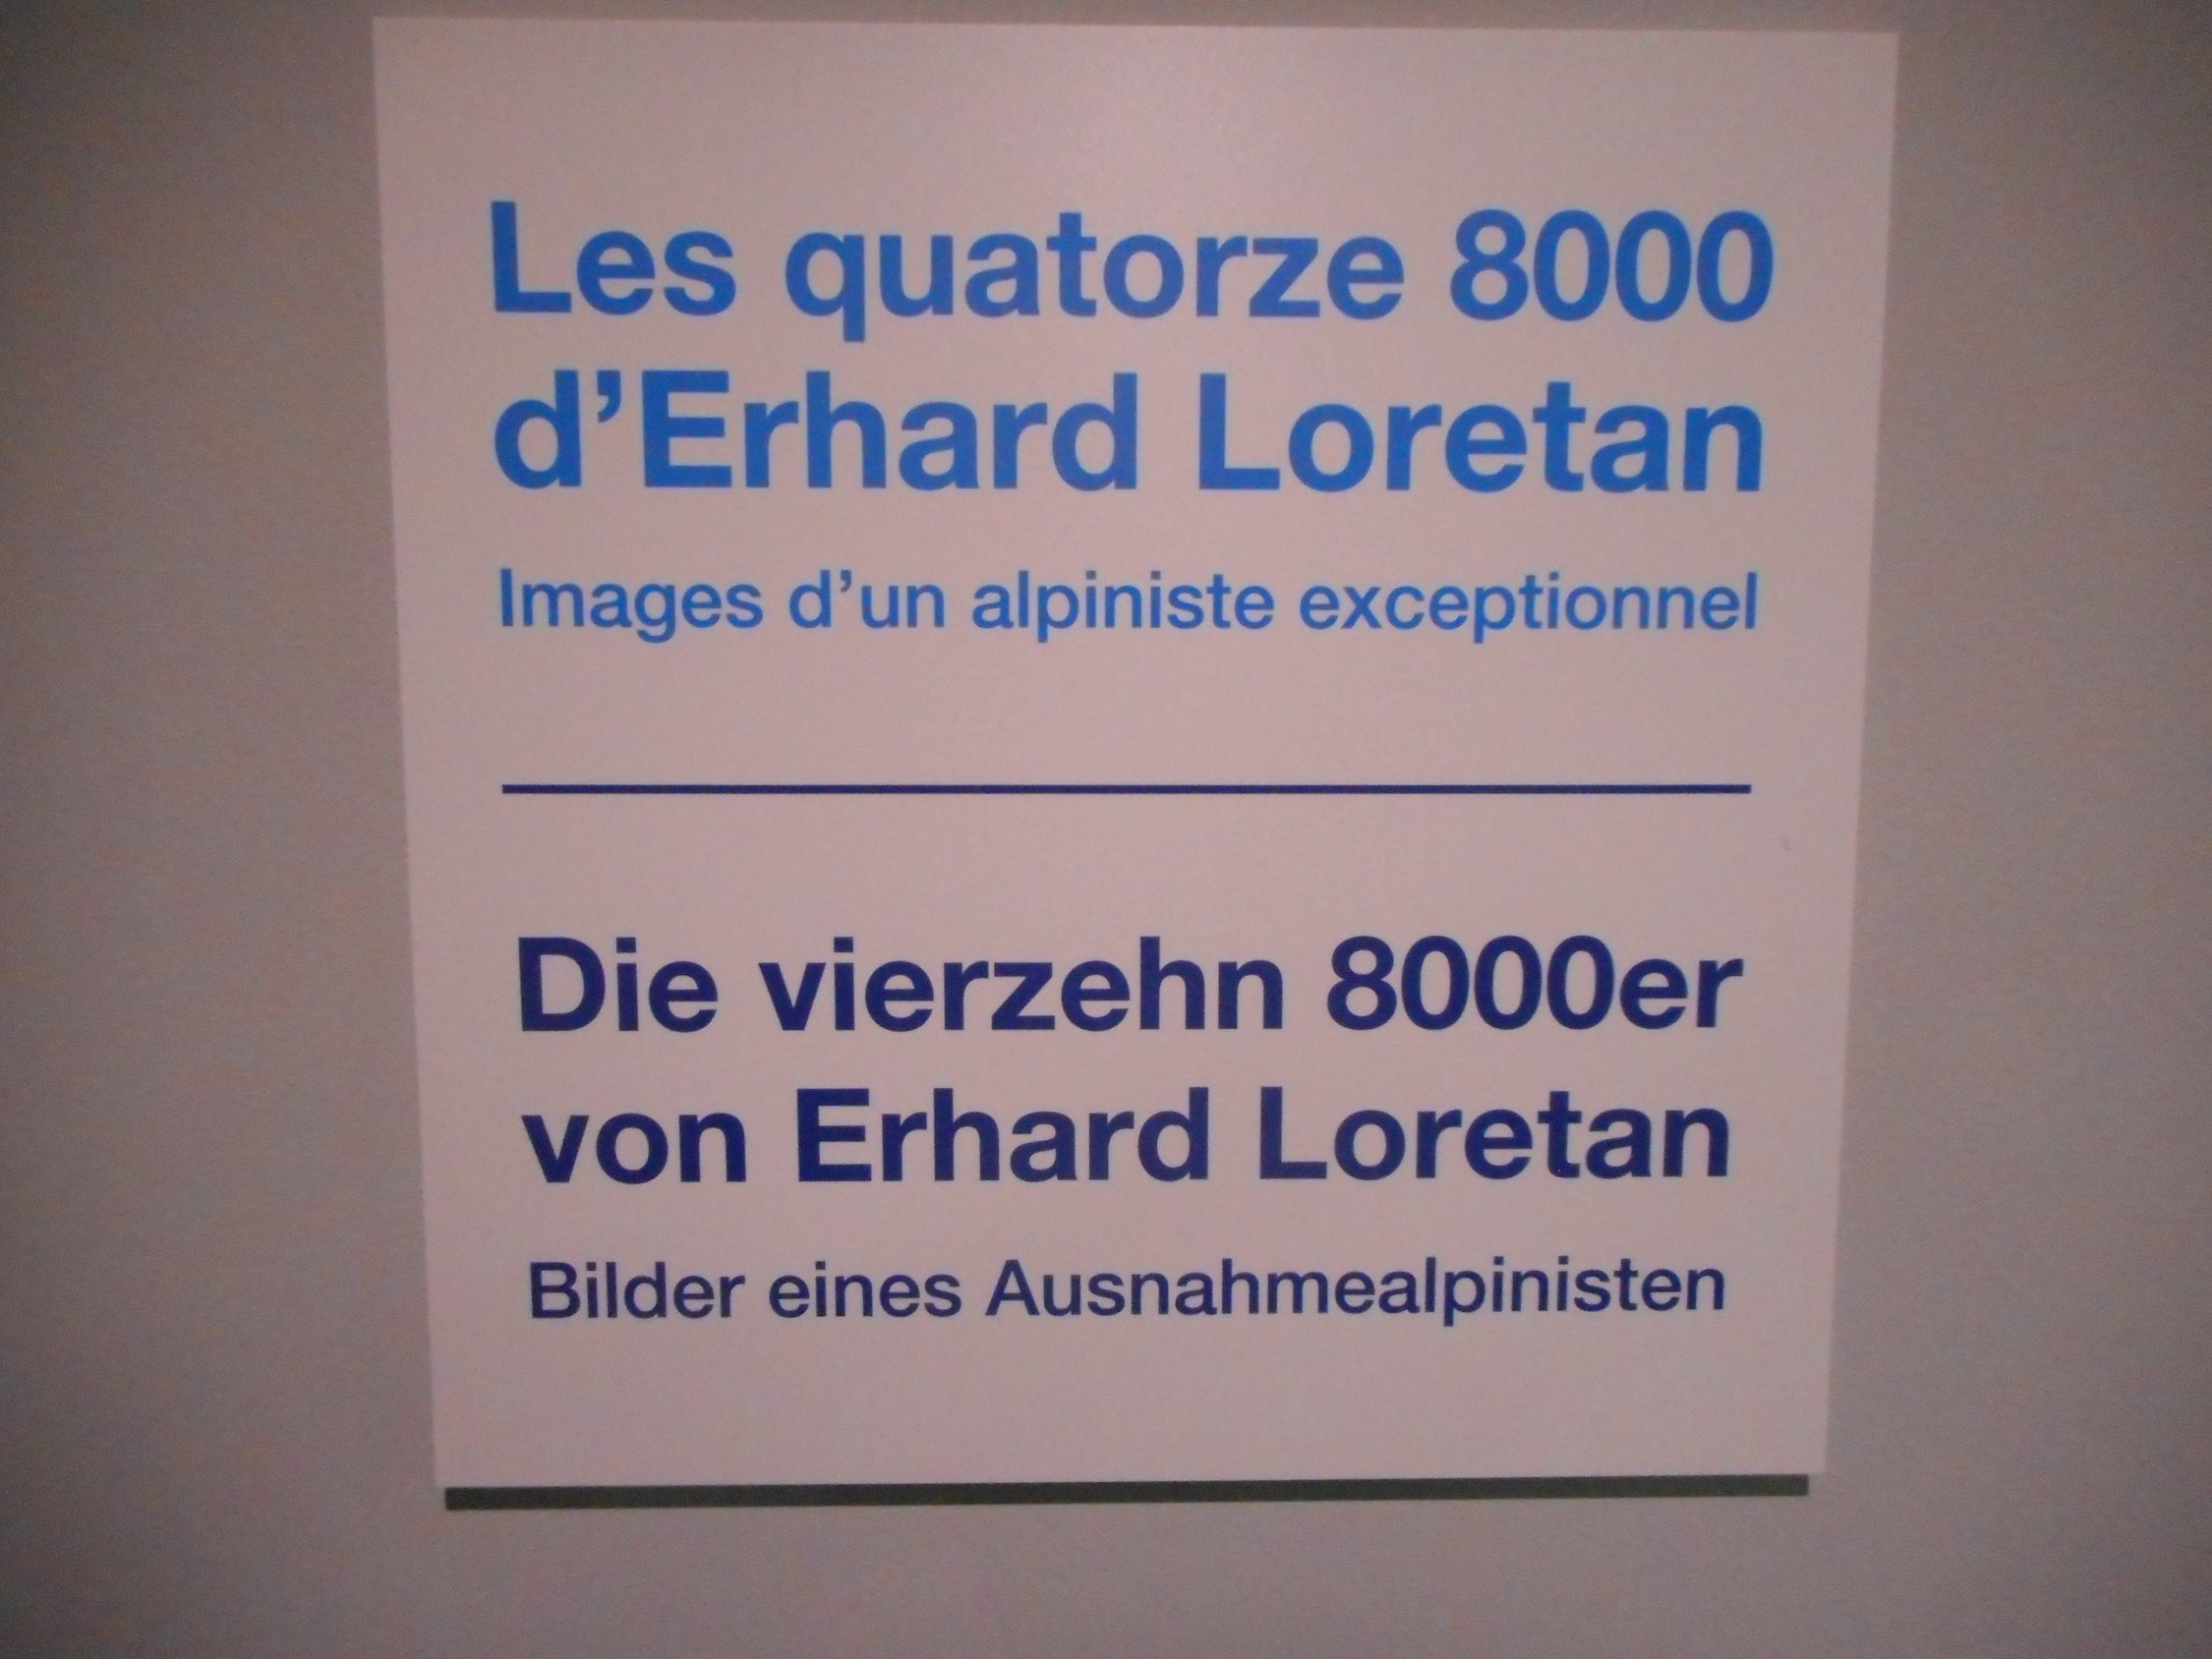 Les quatorze 8000
d’Erhard Loretan
Images d’un alpiniste exceptionnel
Die vierzehn 8000er
von Erhard Loretan
Bilder eines Ausnahmealpinisten